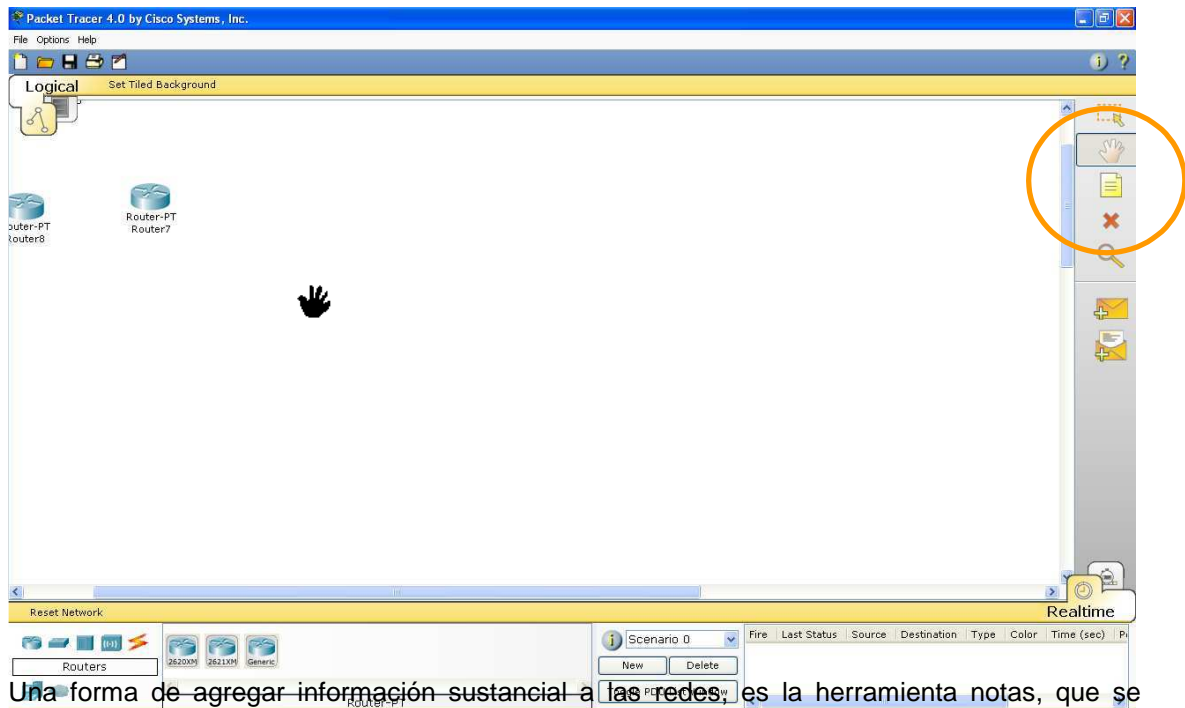 Packet Tracer 4.0 by Cisco Systems, Inc.
File Options Help
Logical Set Tiled Background
Router-PT
Router7
outer-PT
Router8
Reset Network
Realtime
Routers
2620XM 2621XM Generic
Router-PT
Scenario 0
New Delete
Fire Last Status Source Destination Type Color Time (sec)
Una forma de agregar información sustancial a las redes, es la herramienta notas, que se